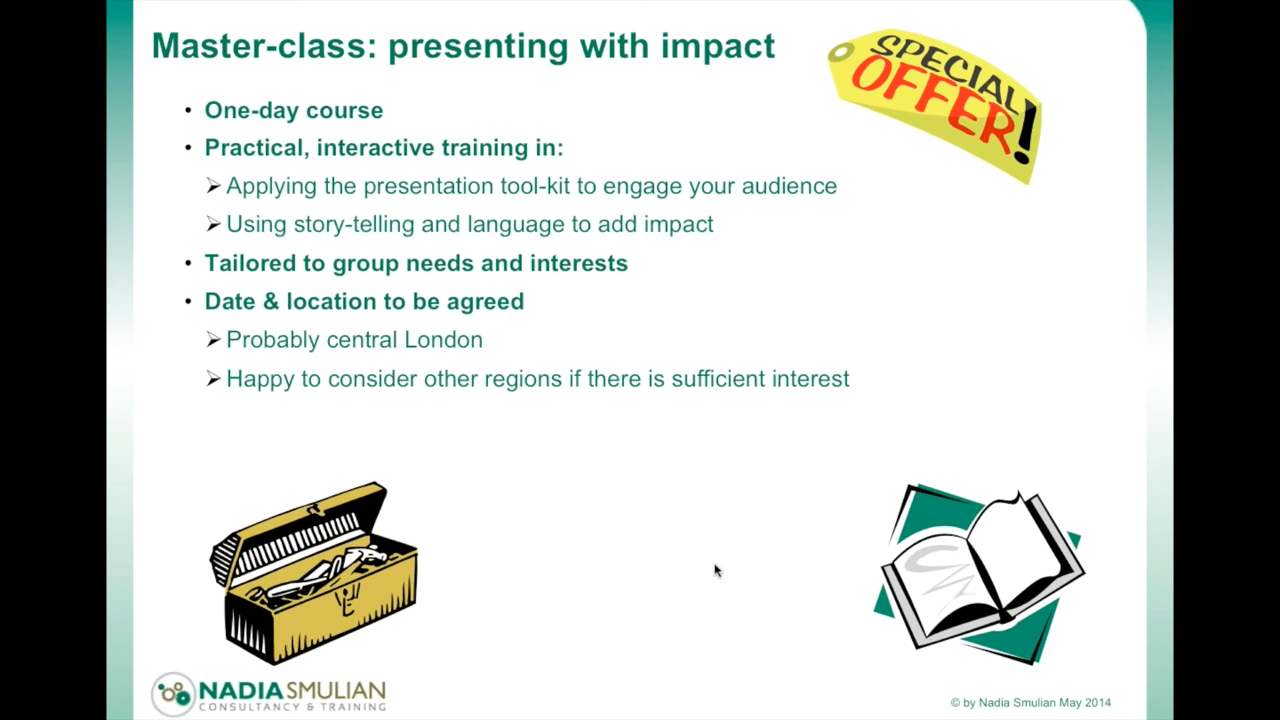 Master-class: presenting with impact
SPECIAL
OFFER!
• One-day course
• Practical, interactive training in:
➢ Applying the presentation tool-kit to engage your audience
➢ Using story-telling and language to add impact
• Tailored to group needs and interests
• Date & location to be agreed
➢ Probably central London
➢ Happy to consider other regions if there is sufficient interest
NADIA SMULIAN
CONSULTANCY & TRAINING
© by Nadia Smulian May 2014